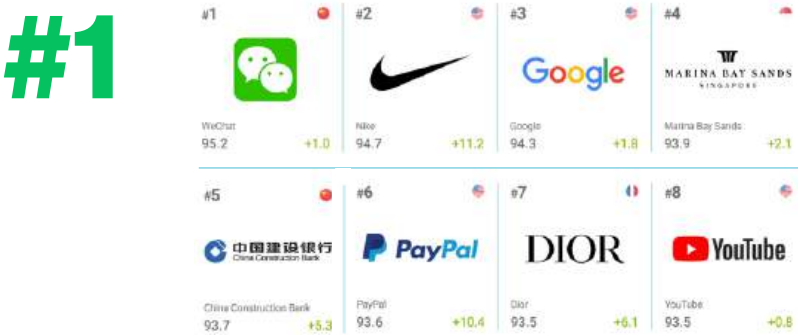 #1
#1
WeChat
95.2 +1.0
#2
Nike
94.7 +11.2
#3
Google
Google
94.3 +1.8
#4
MARINA BAY SANDS
SINGAPORE
Marina Bay Sands
93.9 +2.1
#5
中国建设银行
China Construction Bank
China Construction Bank
93.7 +5.3
#6
PayPal
PayPal
93.6 +10.4
#7
DIOR
Dior
93.5 +6.1
#8
YouTube
YouTube
93.5 +0.8